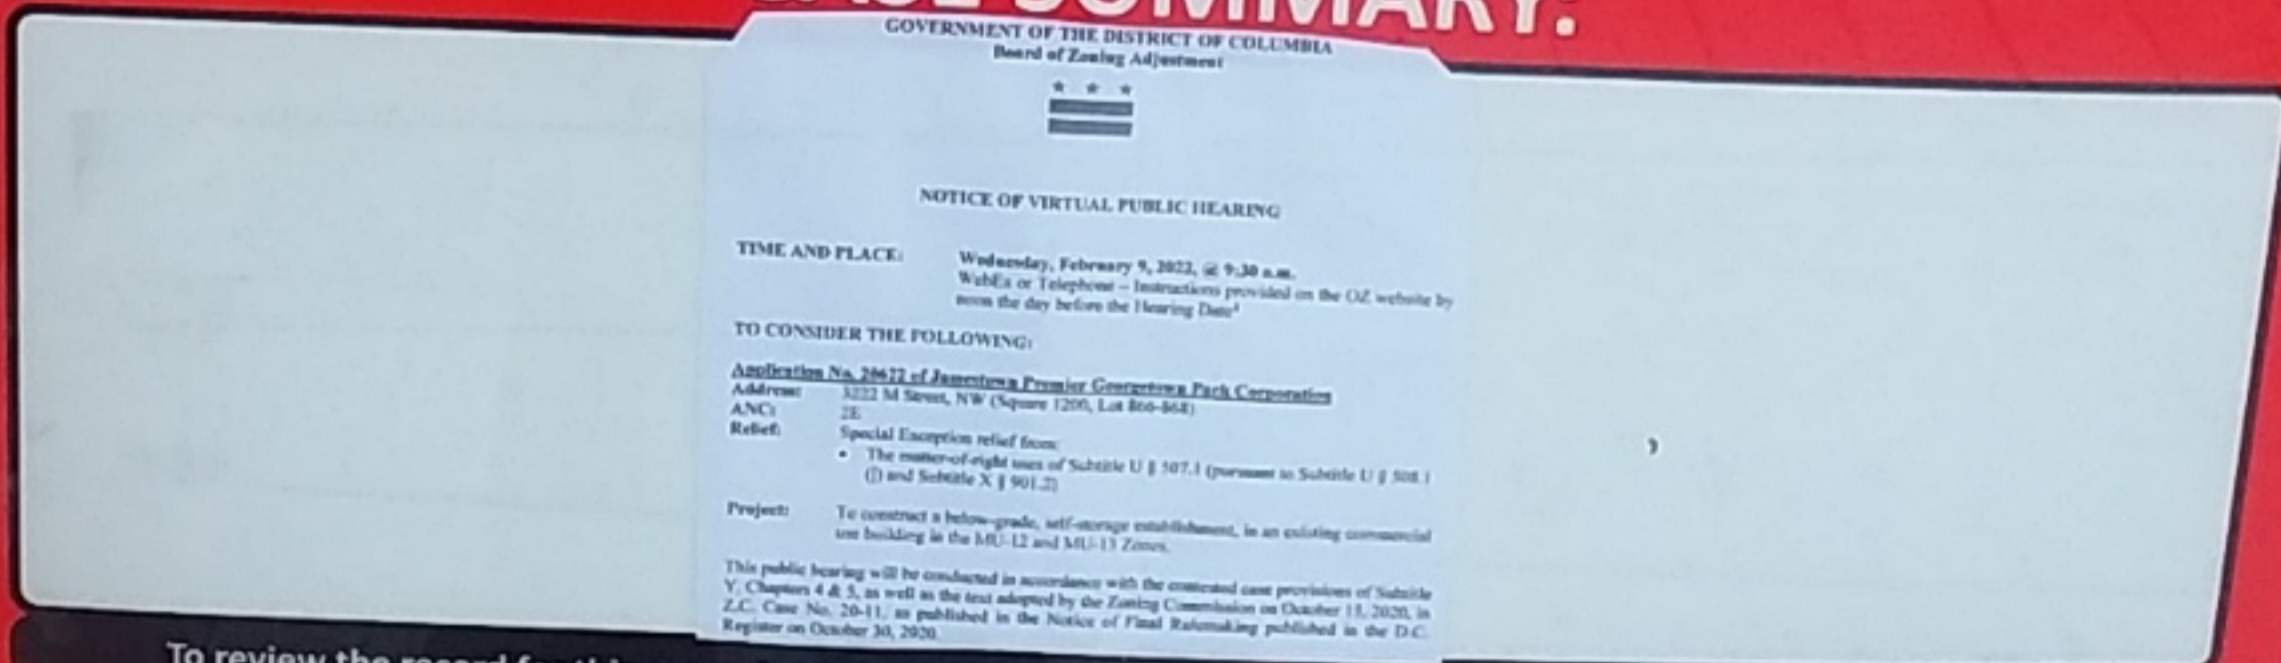 CASE SUMMARY:
GOVERNMENT OF THE DISTRICT OF COLUMBIA
Board of Zoning Adjustment
NOTICE OF VIRTUAL PUBLIC HEARING
TIME AND PLACE: Wednesday, February 9, 2022, @ 9:30 a.m.
WebEx or Telephone – Instructions provided on the OZ website by
noon the day before the Hearing Date¹
TO CONSIDER THE FOLLOWING:
Application No. 20622 of Jamestown Premier Georgetown Park Corporation
Address: 3222 M Street, NW (Square 1200, Lot 866-868)
ANC: 2E
Relief: Special Exception relief from:
• The matter-of-right uses of Subtitle U § 507.1 (pursuant to Subtitle U § 508.1
and Subtitle X § 901.2)
Project: To construct a below-grade, self-storage establishment, in an existing commercial
use building in the MU-12 and MU-13 Zones.
This public hearing will be conducted in accordance with the contested case provisions of Subtitle
Y, Chapters 4 & 5, as well as the text adopted by the Zoning Commission on October 15, 2020, in
Z.C. Case No. 20-11, as published in the Notice of Final Rulemaking published in the D.C.
Register on October 30, 2020.
To review the record for